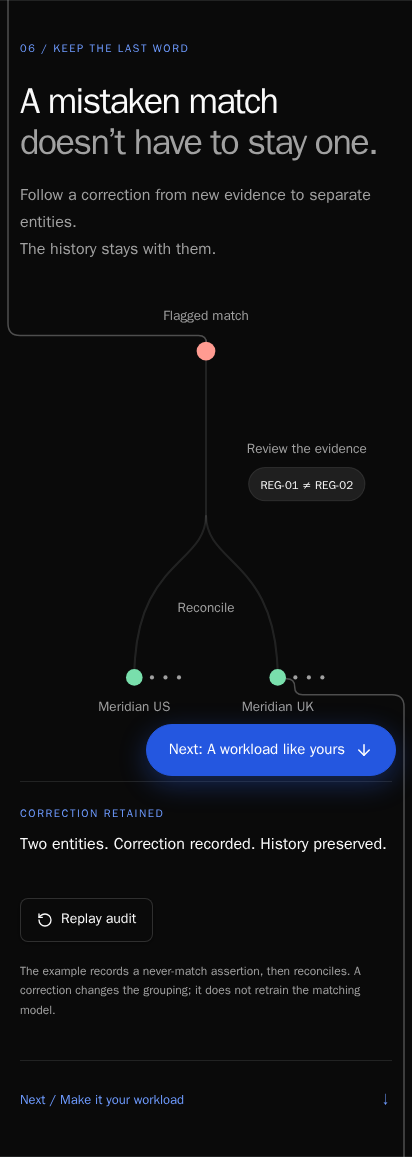 06 / KEEP THE LAST WORD
A mistaken match
doesn’t have to stay one.
Follow a correction from new evidence to separate
entities.
The history stays with them.
Flagged match
Review the evidence
REG-01 ≠ REG-02
Reconcile
Meridian US
Meridian UK
Next: A workload like yours ↓
CORRECTION RETAINED
Two entities. Correction recorded. History preserved.
Replay audit
The example records a never-match assertion, then reconciles. A
correction changes the grouping; it does not retrain the matching
model.
Next / Make it your workload ↓